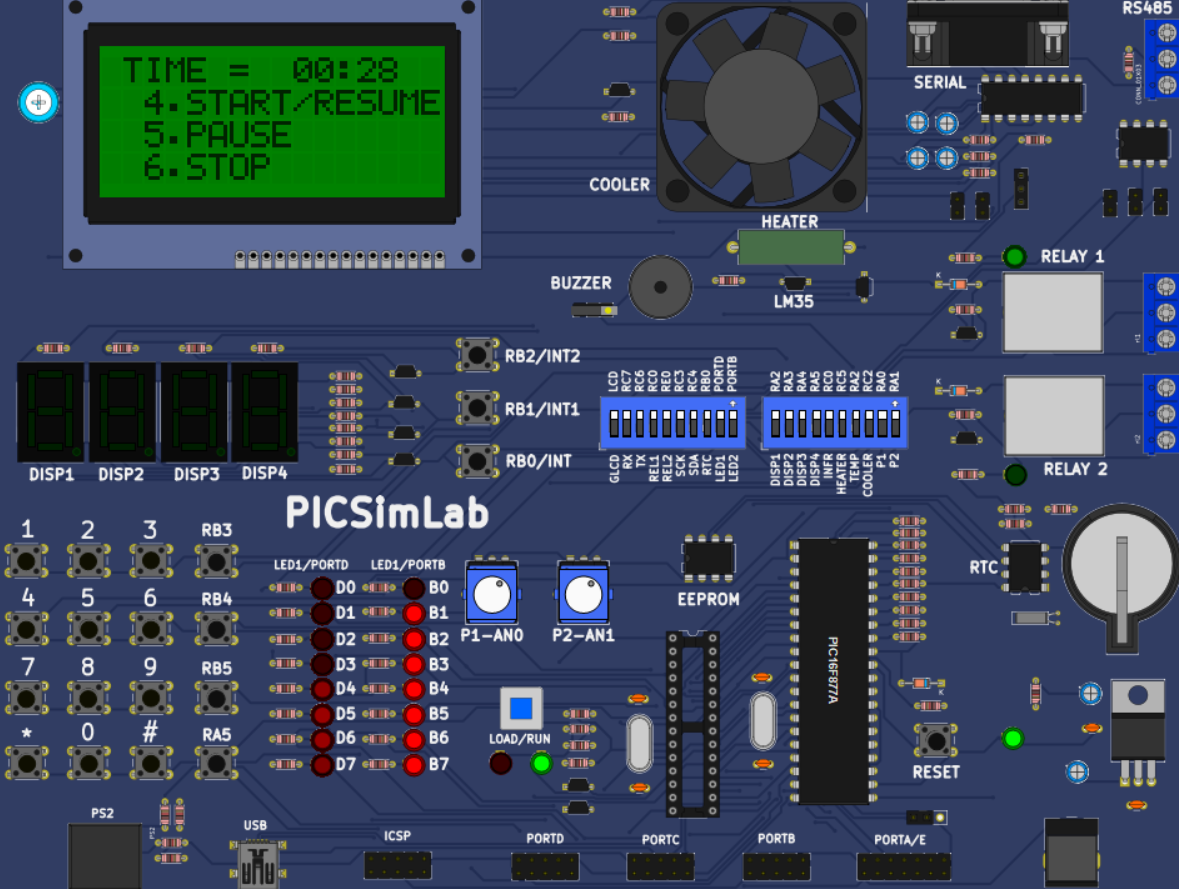 TIME =  00:28
4.START/RESUME
5.PAUSE
6.STOP
COOLER
SERIAL
RS485
CONN_01X03
HEATER
BUZZER
LM35
K
RELAY 1
K
RELAY 2
RB2/INT2
RB1/INT1
RB0/INT
LCD RC7 RC6 RC0 RE0 RC3 RC4 RB0 PORTD PORTB
GLCD RX TX REL1 REL2 SCK SDA RTC LED1 LED2
RA2 RA3 RA4 RA5 RC0 RC5 RA2 RC2 RA0 RA1
DISP1 DISP2 DISP3 DISP4 INFR HEATER TEMP COOLER P1 P2
DISP1 DISP2 DISP3 DISP4
PICSimLab
1 2 3 RB3
4 5 6 RB4
7 8 9 RB5
* 0 # RA5
LED1/PORTD LED1/PORTB
D0 B0
D1 B1
D2 B2
D3 B3
D4 B4
D5 B5
D6 B6
D7 B7
P1-AN0 P2-AN1
EEPROM
RTC
PIC16F877A
LOAD/RUN
K
RESET
PS2
PS2
USB
ICSP
PORTD
PORTC
PORTB
PORTA/E